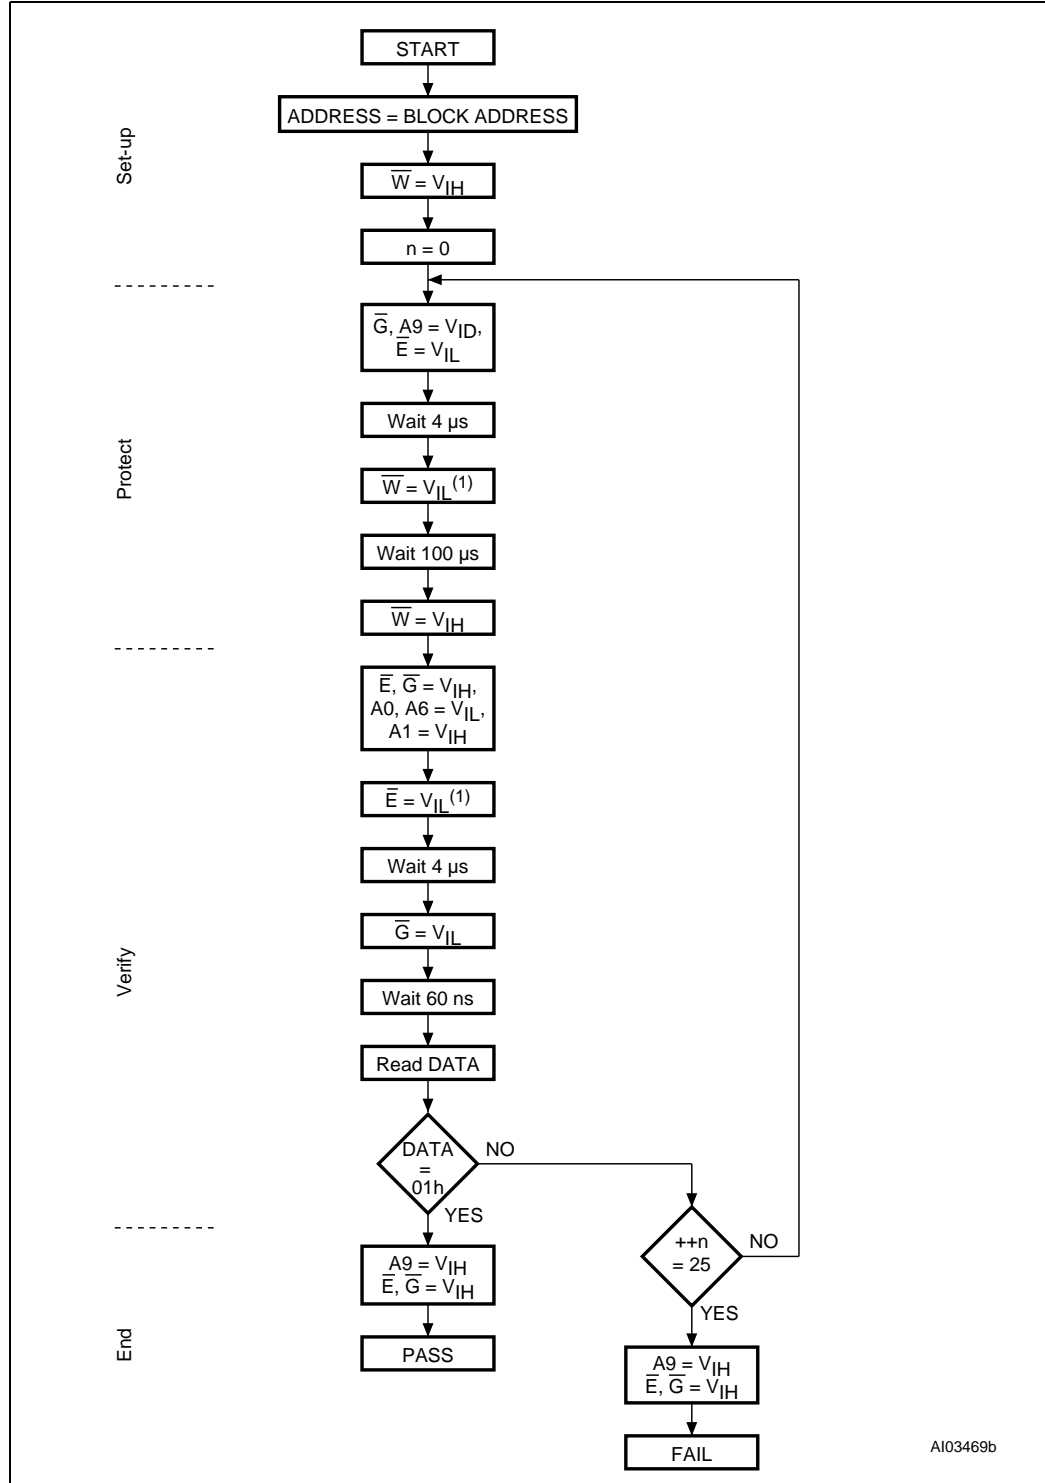 START
ADDRESS = BLOCK ADDRESS
Set-up
W̅ = VIH
n = 0
G̅, A9 = VID,
E̅ = VIL
Wait 4 µs
Protect
W̅ = VIL(1)
Wait 100 µs
W̅ = VIH
E̅, G̅ = VIH,
A0, A6 = VIL,
A1 = VIH
E̅ = VIL(1)
Wait 4 µs
G̅ = VIL
Verify
Wait 60 ns
Read DATA
DATA
=
01h
NO
YES
++n
= 25
NO
YES
A9 = VIH
E̅, G̅ = VIH
End
PASS
A9 = VIH
E̅, G̅ = VIH
FAIL
AI03469b